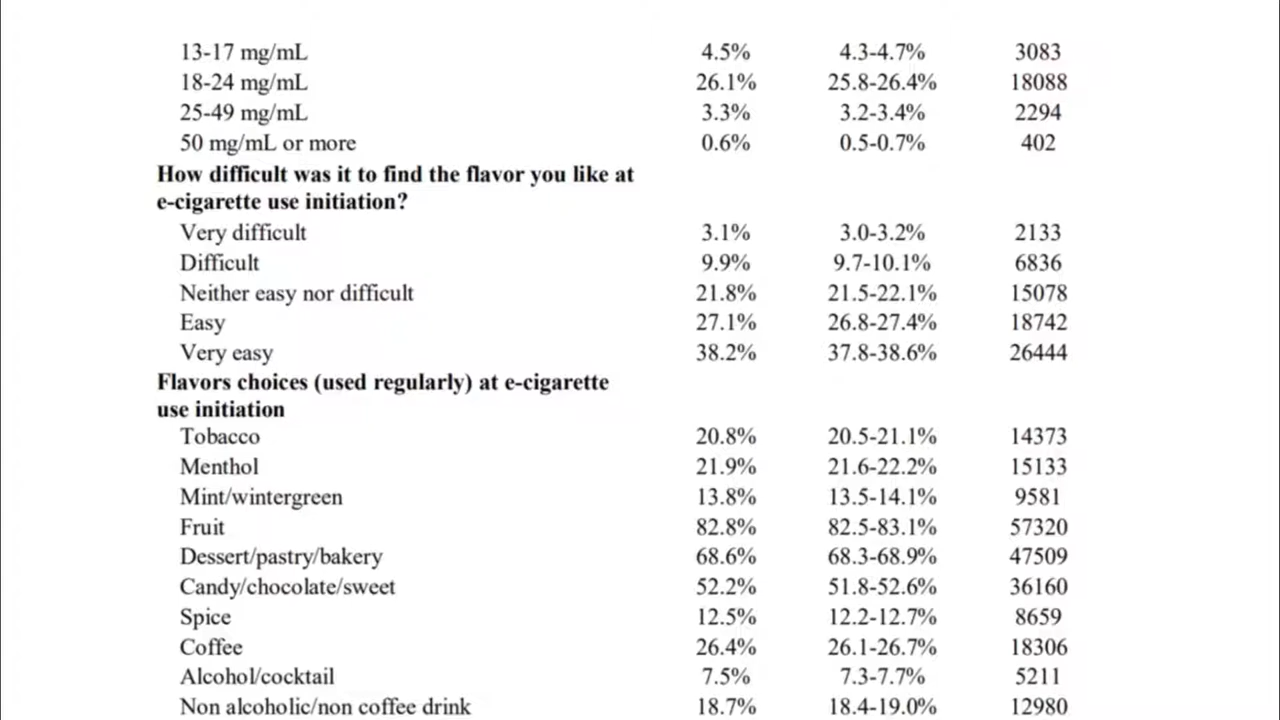 13-17 mg/mL 4.5% 4.3-4.7% 3083
18-24 mg/mL 26.1% 25.8-26.4% 18088
25-49 mg/mL 3.3% 3.2-3.4% 2294
50 mg/mL or more 0.6% 0.5-0.7% 402
How difficult was it to find the flavor you like at
e-cigarette use initiation?
Very difficult 3.1% 3.0-3.2% 2133
Difficult 9.9% 9.7-10.1% 6836
Neither easy nor difficult 21.8% 21.5-22.1% 15078
Easy 27.1% 26.8-27.4% 18742
Very easy 38.2% 37.8-38.6% 26444
Flavors choices (used regularly) at e-cigarette
use initiation
Tobacco 20.8% 20.5-21.1% 14373
Menthol 21.9% 21.6-22.2% 15133
Mint/wintergreen 13.8% 13.5-14.1% 9581
Fruit 82.8% 82.5-83.1% 57320
Dessert/pastry/bakery 68.6% 68.3-68.9% 47509
Candy/chocolate/sweet 52.2% 51.8-52.6% 36160
Spice 12.5% 12.2-12.7% 8659
Coffee 26.4% 26.1-26.7% 18306
Alcohol/cocktail 7.5% 7.3-7.7% 5211
Non alcoholic/non coffee drink 18.7% 18.4-19.0% 12980